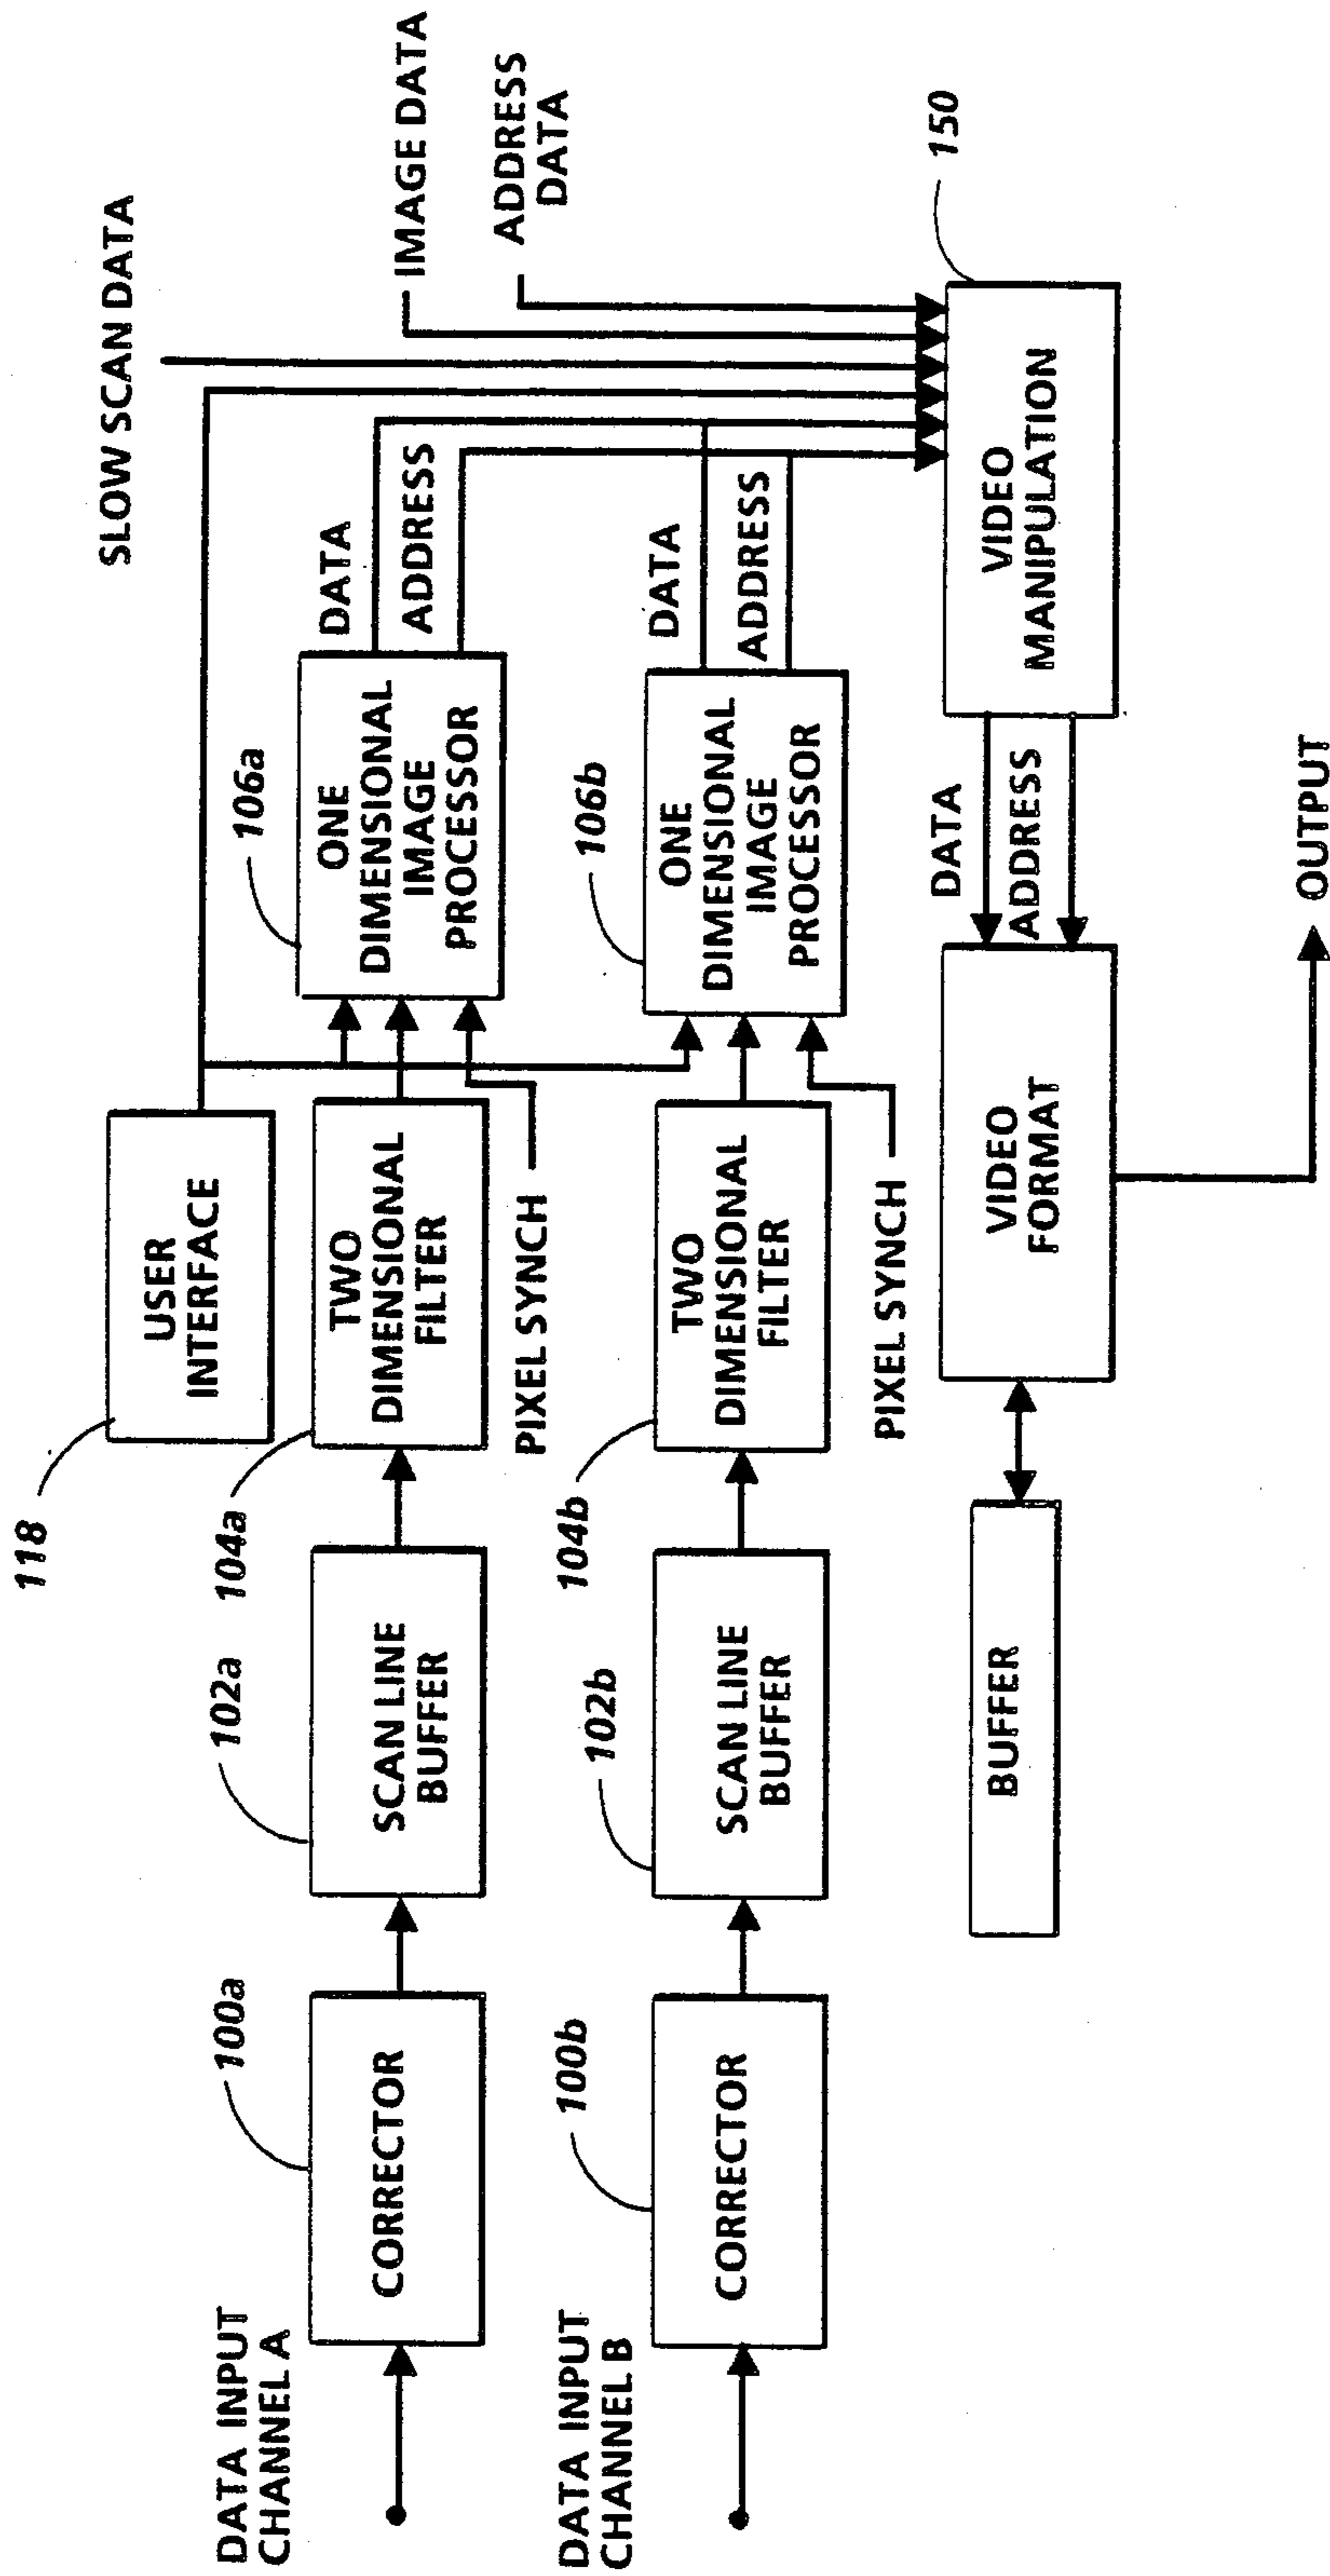 SLOW SCAN DATA
IMAGE DATA
ADDRESS
DATA
118
USER
INTERFACE
DATA INPUT
CHANNEL A
100a
CORRECTOR
102a
SCAN LINE
BUFFER
104a
TWO
DIMENSIONAL
FILTER
PIXEL SYNCH
106a
ONE
DIMENSIONAL
IMAGE
PROCESSOR
DATA
ADDRESS
DATA INPUT
CHANNEL B
100b
CORRECTOR
102b
SCAN LINE
BUFFER
104b
TWO
DIMENSIONAL
FILTER
PIXEL SYNCH
106b
ONE
DIMENSIONAL
IMAGE
PROCESSOR
DATA
ADDRESS
BUFFER
VIDEO
FORMAT
DATA
ADDRESS
VIDEO
MANIPULATION
150
OUTPUT